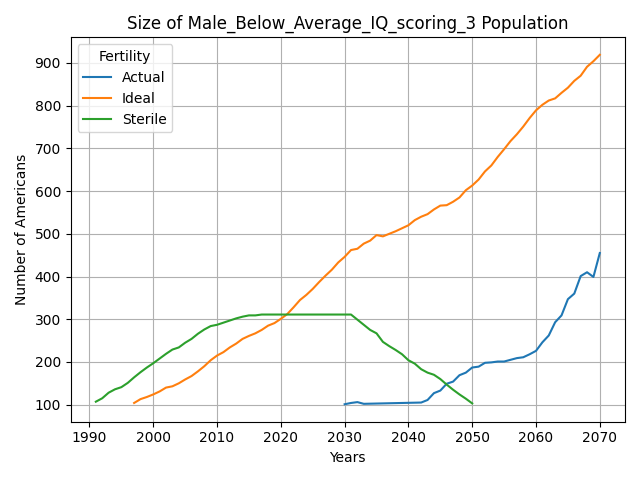 Size of Male_Below_Average_IQ_scoring_3 Population
Fertility
Actual
Ideal
Sterile
Number of Americans
900
800
700
600
500
400
300
200
100
1990 2000 2010 2020 2030 2040 2050 2060 2070
Years